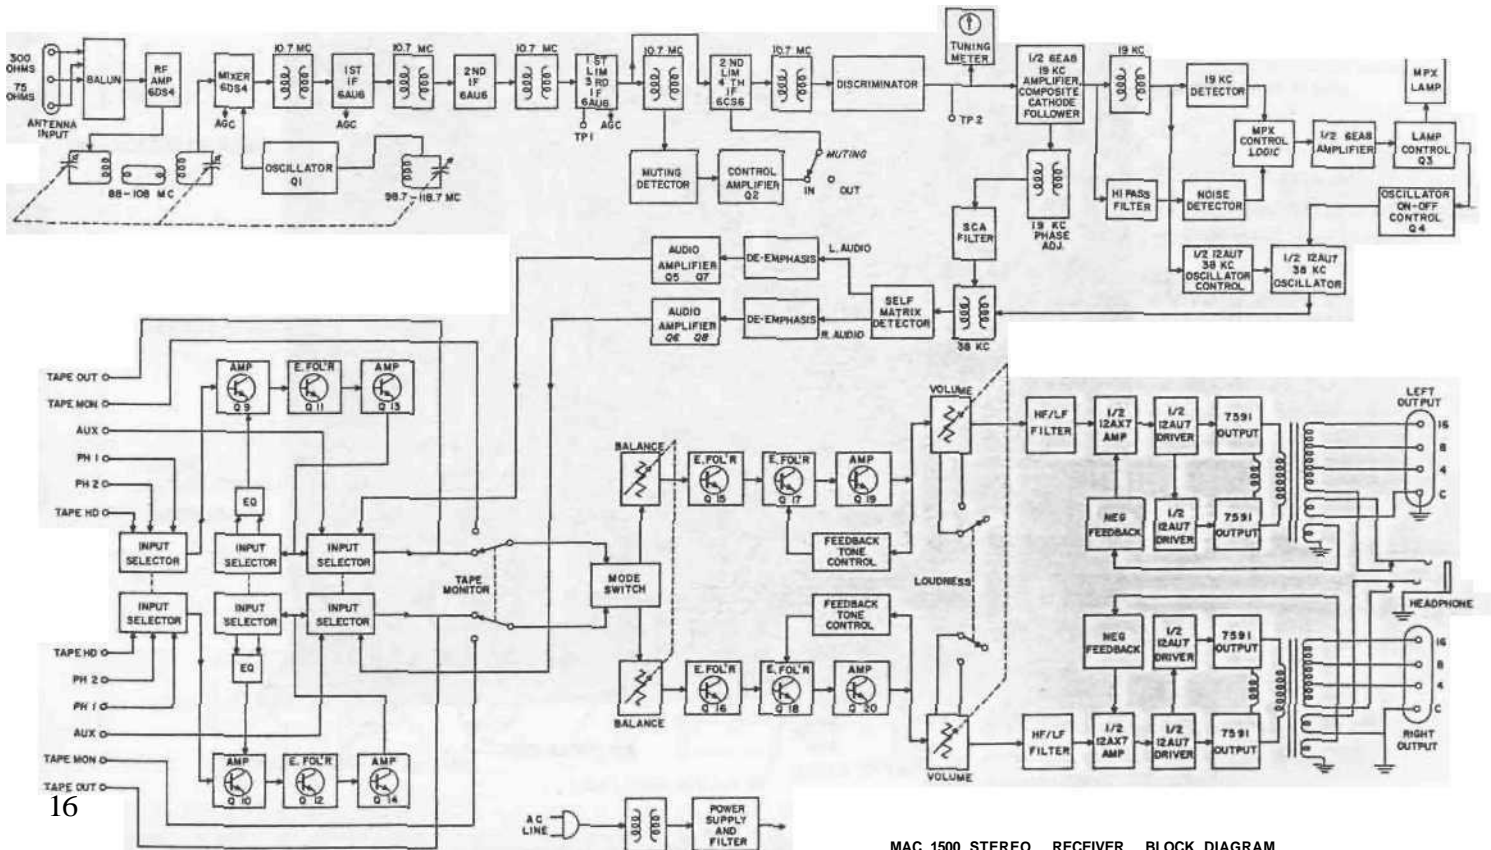 300
OHMS
75
OHMS
ANTENNA
INPUT
BALUN
RF
AMP
6DS4
MIXER
6DS4
AGC
10.7 MC
1ST
IF
6AU6
AGC
10.7 MC
2ND
IF
6AU6
10.7 MC
1ST
LIM
3RD
IF
6AU6
TP1
AGC
10.7 MC
2ND
LIM
4TH
IF
6CS6
10.7 MC
DISCRIMINATOR
TUNING
METER
TP2
1/2 6EA8
19 KC
AMPLIFIER
COMPOSITE
CATHODE
FOLLOWER
19 KC
19 KC
DETECTOR
MPX
LAMP
MPX
CONTROL
LOGIC
1/2 6EA8
AMPLIFIER
LAMP
CONTROL
Q3
88-108 MC
OSCILLATOR
Q1
98.7-118.7 MC
MUTING
DETECTOR
CONTROL
AMPLIFIER
Q2
MUTING
IN
OUT
SCA
FILTER
19 KC
PHASE
ADJ.
HI PASS
FILTER
NOISE
DETECTOR
OSCILLATOR
ON-OFF
CONTROL
Q4
1/2 12AU7
38 KC
OSCILLATOR
CONTROL
1/2 12AU7
38 KC
OSCILLATOR
AUDIO
AMPLIFIER
Q5 Q7
DE-EMPHASIS
L. AUDIO
AUDIO
AMPLIFIER
Q6 Q8
DE-EMPHASIS
R. AUDIO
SELF
MATRIX
DETECTOR
38 KC
TAPE OUT
TAPE MON
AUX
PH 1
PH 2
TAPE HD
AMP
Q 9
E. FOL'R
Q 11
AMP
Q 13
EQ
INPUT
SELECTOR
INPUT
SELECTOR
INPUT
SELECTOR
INPUT
SELECTOR
INPUT
SELECTOR
INPUT
SELECTOR
EQ
TAPE HD
PH 2
PH 1
AUX
TAPE MON
TAPE OUT
AMP
Q 10
E. FOL'R
Q 12
AMP
Q 14
TAPE
MONITOR
MODE
SWITCH
BALANCE
BALANCE
E. FOL'R
Q 15
E. FOL'R
Q 17
AMP
Q 19
FEEDBACK
TONE
CONTROL
FEEDBACK
TONE
CONTROL
E. FOL'R
Q 16
E. FOL'R
Q 18
AMP
Q 20
VOLUME
LOUDNESS
VOLUME
HF/LF
FILTER
1/2
12AX7
AMP
1/2
12AU7
DRIVER
7591
OUTPUT
NEG
FEEDBACK
1/2
12AU7
DRIVER
7591
OUTPUT
LEFT
OUTPUT
16
8
4
C
HEADPHONE
NEG
FEEDBACK
1/2
12AU7
DRIVER
7591
OUTPUT
HF/LF
FILTER
1/2
12AX7
AMP
1/2
12AU7
DRIVER
7591
OUTPUT
16
8
4
C
RIGHT
OUTPUT
AC
LINE
POWER
SUPPLY
AND
FILTER
16
MAC 1500 STEREO RECEIVER BLOCK DIAGRAM